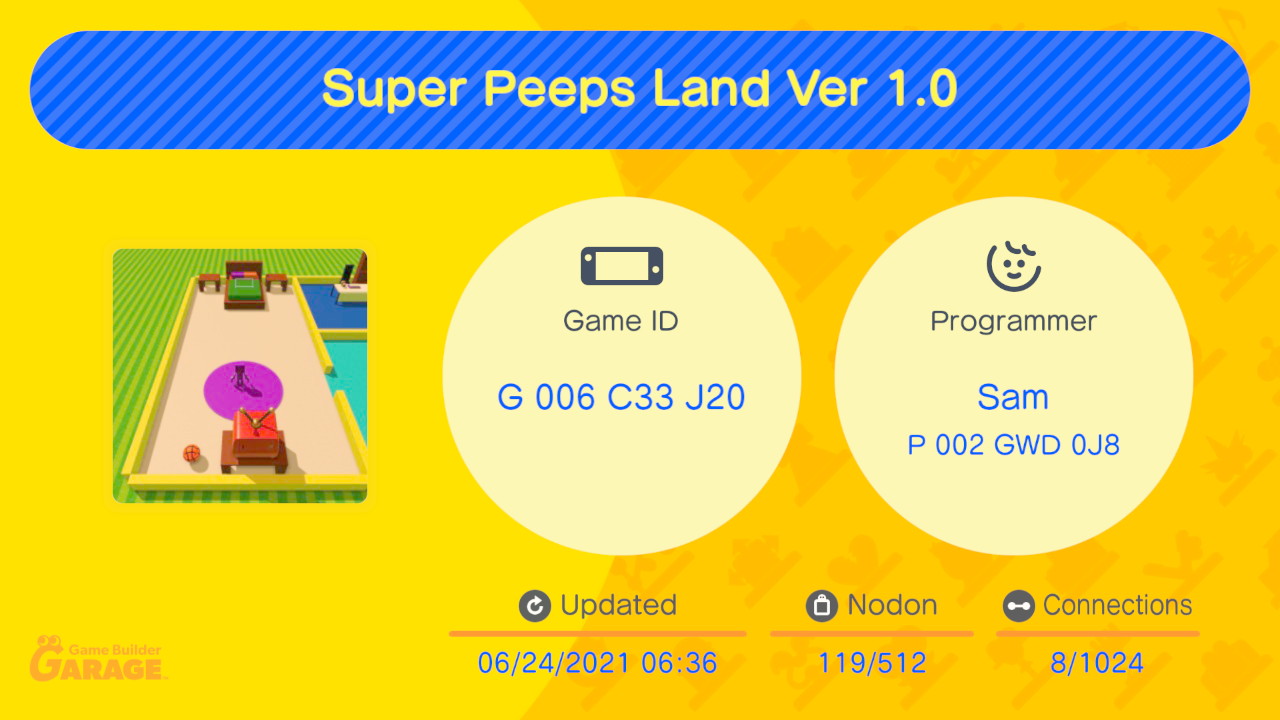 Super Peeps Land Ver 1.0
Game ID
G 006 C33 J20
Programmer
Sam
P 002 GWD 0J8
Updated
06/24/2021 06:36
Nodon
119/512
Connections
8/1024
Game Builder
GARAGE™